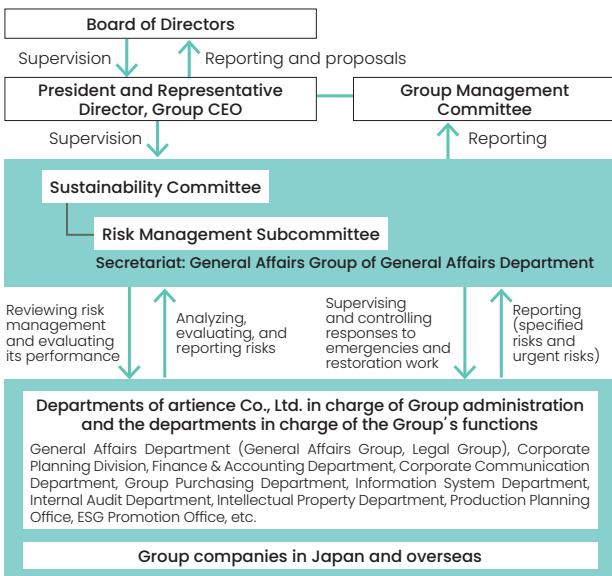 Board of Directors
Supervision
Reporting and proposals
President and Representative
Director, Group CEO
Group Management
Committee
Supervision
Reporting
Sustainability Committee
Risk Management Subcommittee
Secretariat: General Affairs Group of General Affairs Department
Reviewing risk
management
and evaluating
its performance
Analyzing,
evaluating, and
reporting risks
Supervising
and controlling
responses to
emergencies and
restoration work
Reporting
(specified
risks and
urgent risks)
Departments of artience Co., Ltd. in charge of Group administration
and the departments in charge of the Group's functions
General Affairs Department (General Affairs Group, Legal Group), Corporate
Planning Division, Finance & Accounting Department, Corporate Communication
Department, Group Purchasing Department, Information System Department,
Internal Audit Department, Intellectual Property Department, Production Planning
Office, ESG Promotion Office, etc.
Group companies in Japan and overseas